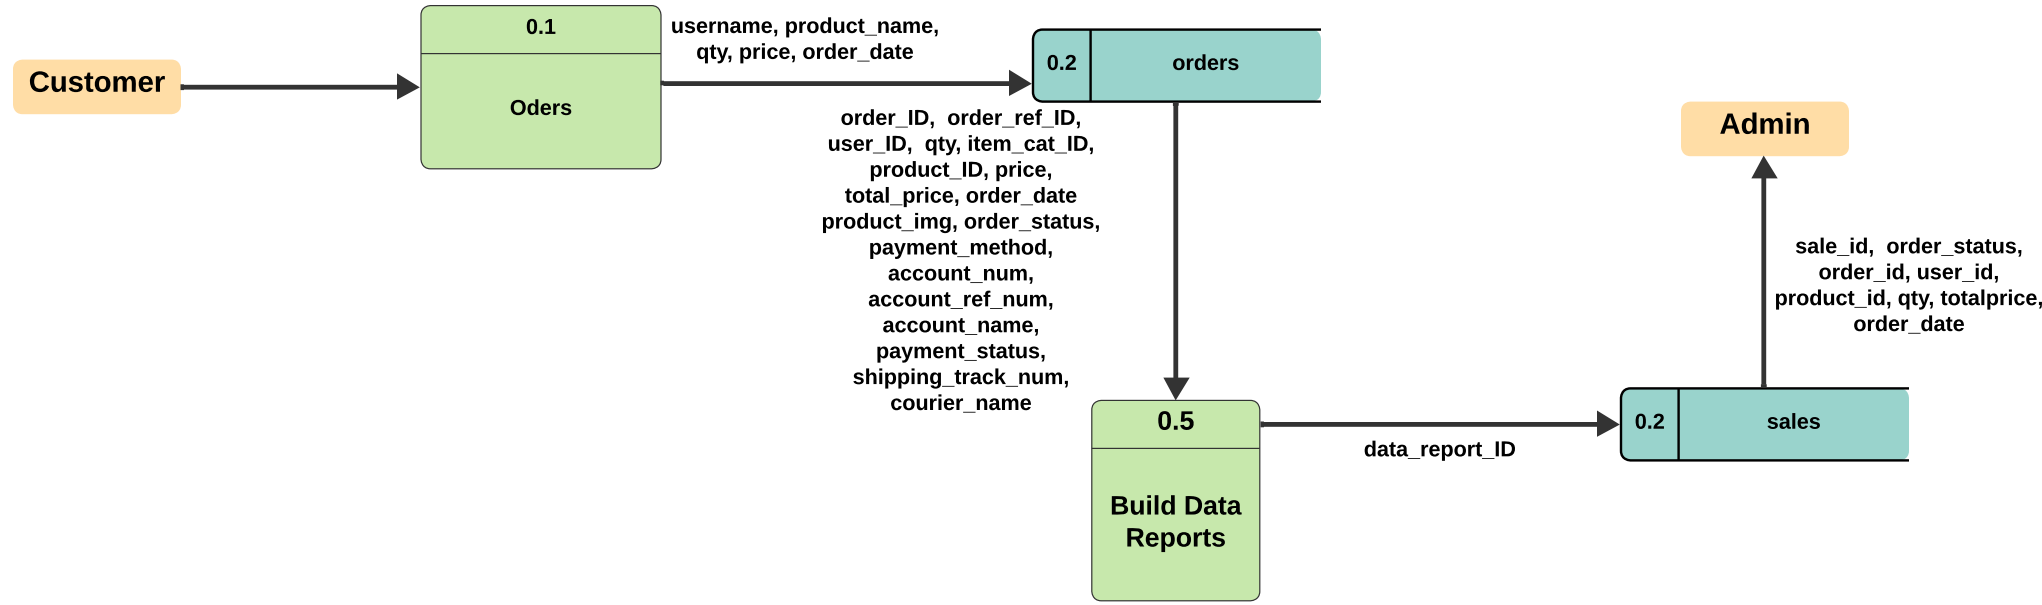 Customer
0.1
Oders
username, product_name,
qty, price, order_date
0.2
orders
order_ID,  order_ref_ID,
user_ID,  qty, item_cat_ID,
product_ID, price,
total_price, order_date
product_img, order_status,
payment_method,
account_num,
account_ref_num,
account_name,
payment_status,
shipping_track_num,
courier_name
0.5
Build Data
Reports
data_report_ID
0.2
sales
sale_id,  order_status,
order_id, user_id,
product_id, qty, totalprice,
order_date
Admin